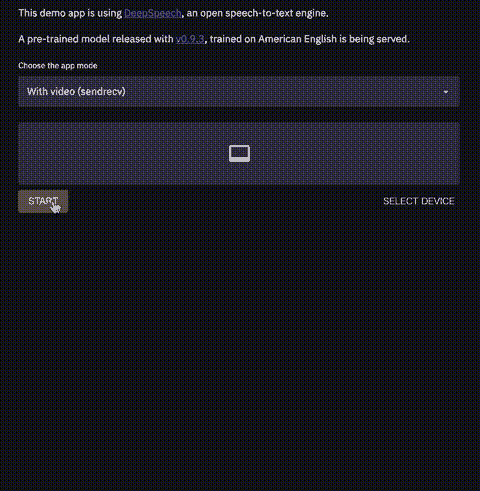 This demo app is using DeepSpeech, an open speech-to-text engine.
A pre-trained model released with v0.9.3, trained on American English is being served.
Choose the app mode
With video (sendrecv)
START
SELECT DEVICE